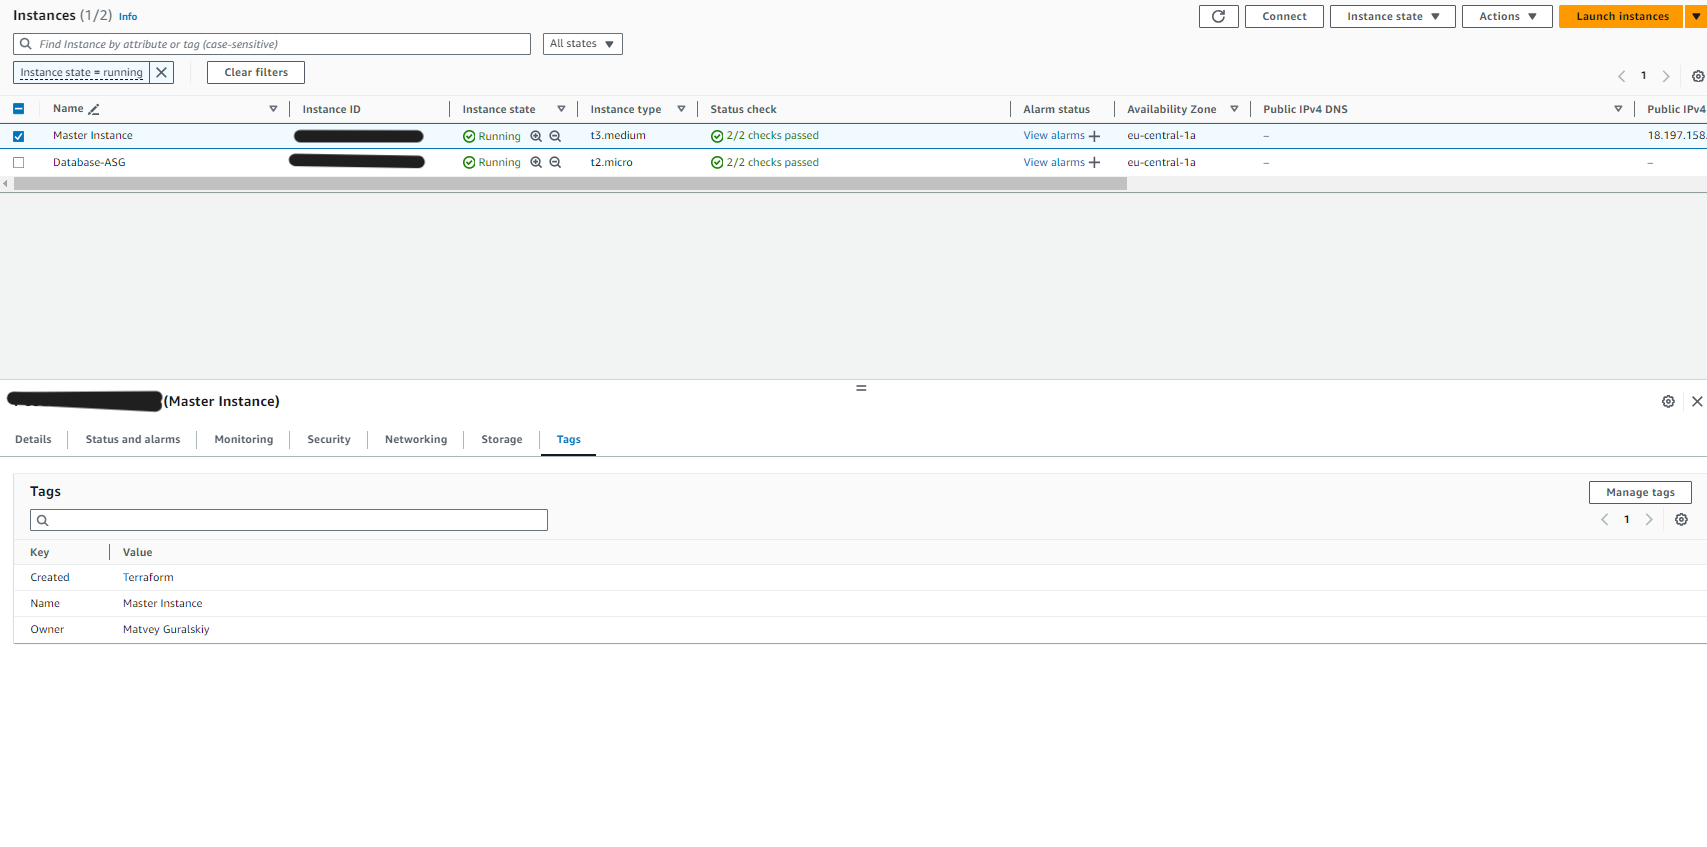 Instances (1/2) Info
Connect Instance state Actions Launch instances
Find Instance by attribute or tag (case-sensitive) All states
Instance state = running Clear filters
1
Name Instance ID Instance state Instance type Status check Alarm status Availability Zone Public IPv4 DNS Public IPv4
Master Instance Running t3.medium 2/2 checks passed View alarms + eu-central-1a – 18.197.158.
Database-ASG Running t2.micro 2/2 checks passed View alarms + eu-central-1a – –
(Master Instance)
Details Status and alarms Monitoring Security Networking Storage Tags
Tags
Manage tags
1
Key Value
Created Terraform
Name Master Instance
Owner Matvey Guralskiy